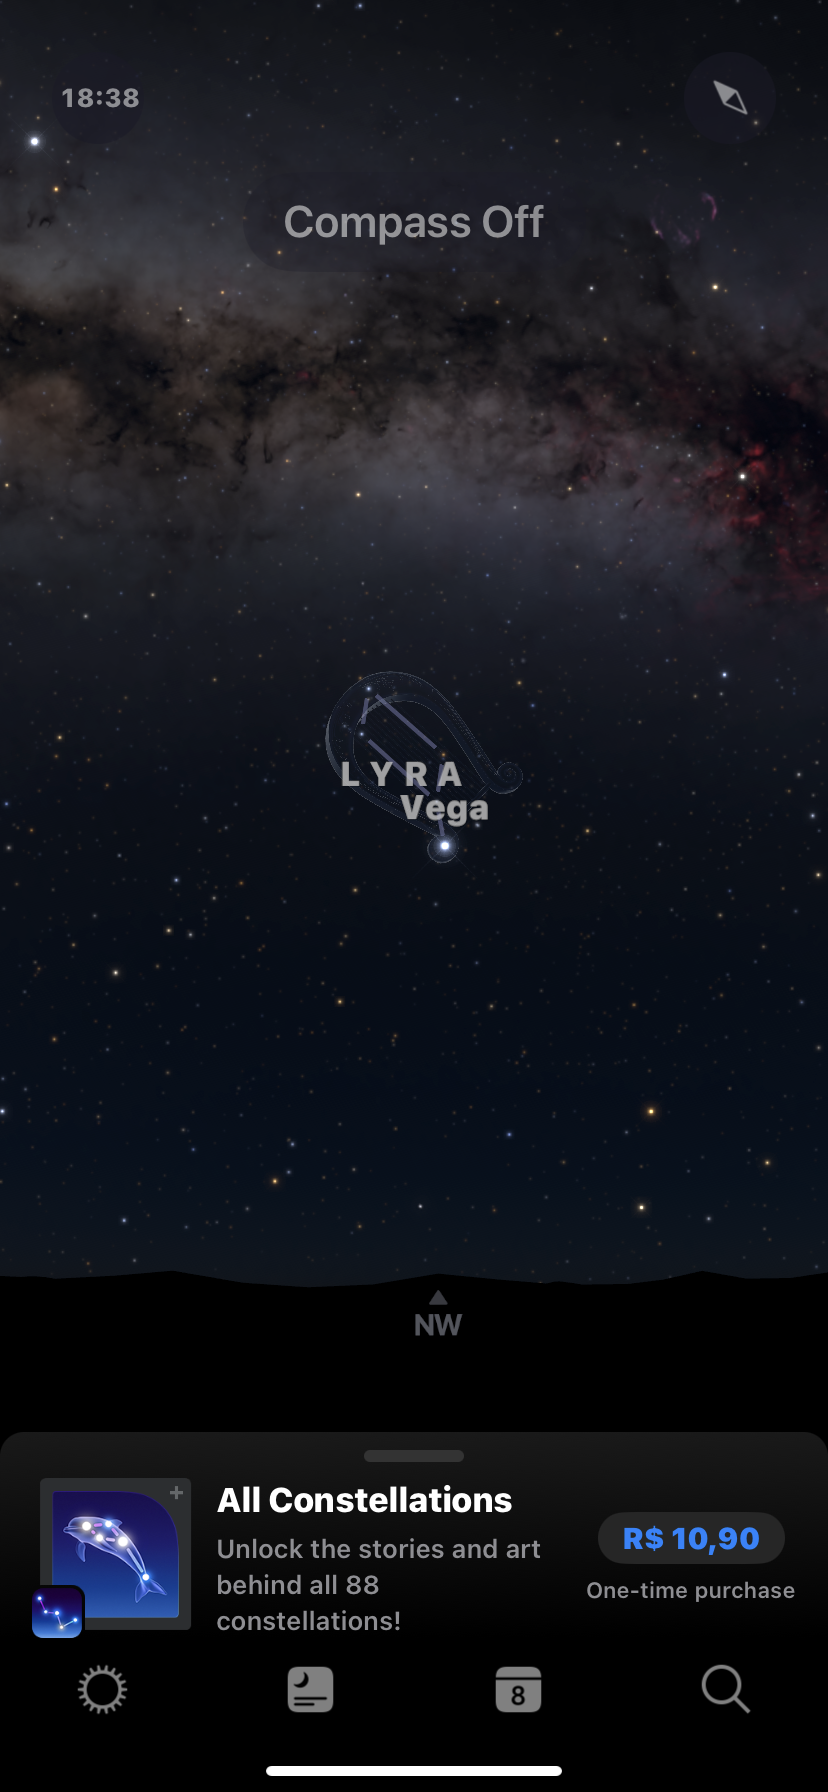 18:38
Compass Off
LYRA
Vega
NW
All Constellations
Unlock the stories and art
behind all 88
constellations!
R$ 10,90
One-time purchase
8